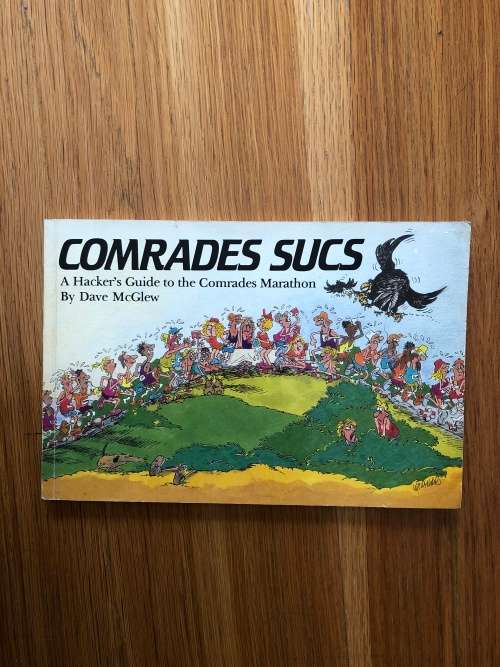 COMRADES SUCS
A Hacker's Guide to the Comrades Marathon
By Dave McGlew